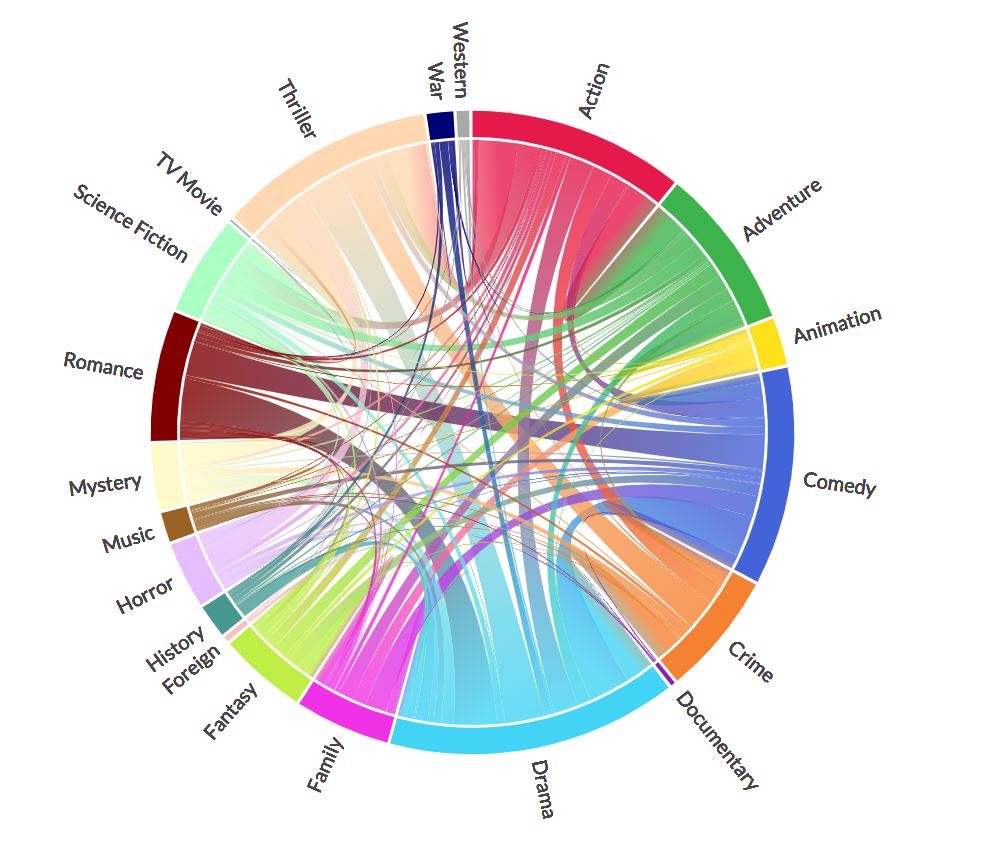 Western
War
Action
Thriller
Adventure
TV Movie
Science Fiction
Animation
Romance
Comedy
Mystery
Music
Horror
History
Foreign
Crime
Fantasy
Documentary
Family
Drama